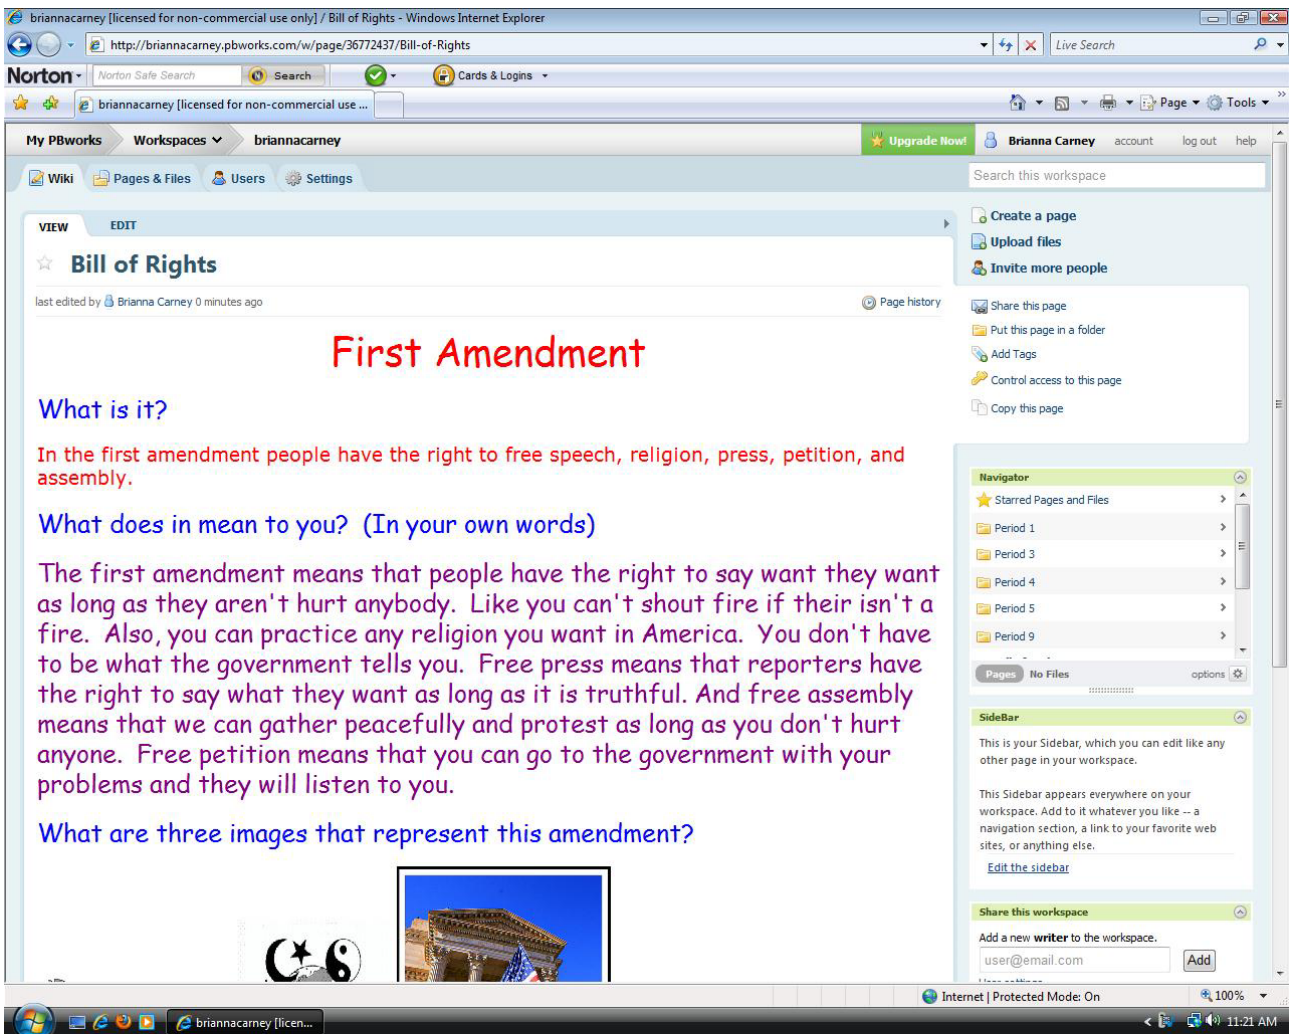 briannacarney [licensed for non-commercial use only] / Bill of Rights - Windows Internet Explorer
http://briannacarney.pbworks.com/w/page/36772437/Bill-of-Rights
Live Search
Norton
Norton Safe Search
Search
Cards & Logins
briannacarney [licensed for non-commercial use ...
Page
Tools
My PBworks
Workspaces
briannacarney
Upgrade Now!
Brianna Carney
account
log out
help
Wiki
Pages & Files
Users
Settings
Search this workspace
VIEW
EDIT
Bill of Rights
last edited by Brianna Carney 0 minutes ago
Page history
First Amendment
What is it?
In the first amendment people have the right to free speech, religion, press, petition, and
assembly.
What does in mean to you?  (In your own words)
The first amendment means that people have the right to say want they want
as long as they aren't hurt anybody.  Like you can't shout fire if their isn't a
fire.  Also, you can practice any religion you want in America.  You don't have
to be what the government tells you.  Free press means that reporters have
the right to say what they want as long as it is truthful. And free assembly
means that we can gather peacefully and protest as long as you don't hurt
anyone.  Free petition means that you can go to the government with your
problems and they will listen to you.
What are three images that represent this amendment?
Create a page
Upload files
Invite more people
Share this page
Put this page in a folder
Add Tags
Control access to this page
Copy this page
Navigator
Starred Pages and Files
Period 1
Period 3
Period 4
Period 5
Period 9
Pages
No Files
options
SideBar
This is your Sidebar, which you can edit like any
other page in your workspace.
This Sidebar appears everywhere on your
workspace. Add to it whatever you like -- a
navigation section, a link to your favorite web
sites, or anything else.
Edit the sidebar
Share this workspace
Add a new writer to the workspace.
user@email.com
Add
Internet | Protected Mode: On
100%
briannacarney [licen...
11:21 AM